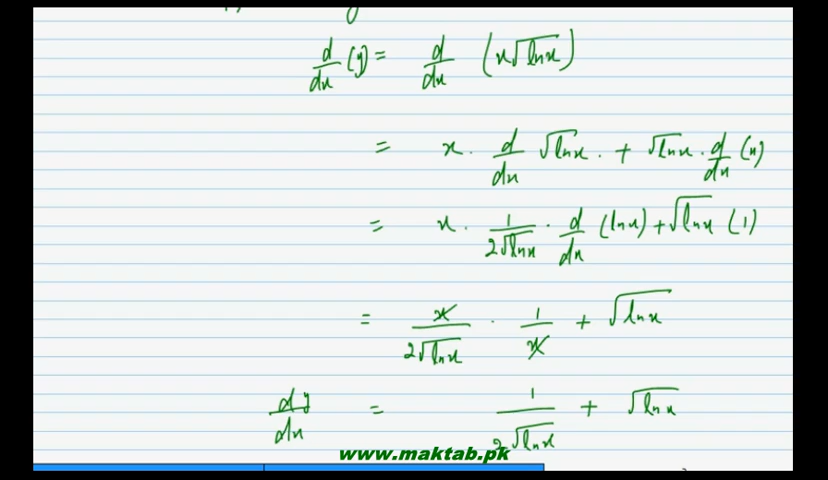 d/dx (y) = d/dx (x√lnx)
= x · d/dx √lnx · + √lnx · d/dx (x)
= x · 1/2√lnx · d/dx (lnx) + √lnx (1)
= x/2√lnx · 1/x + √lnx
dy/dx = 1/2√lnx + √lnx
www.maktab.pk